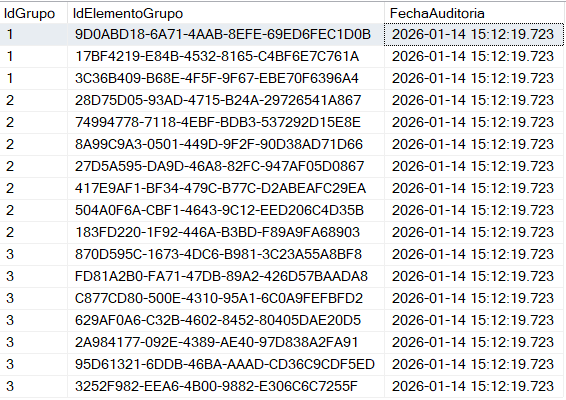 IdGrupo IdElementoGrupo FechaAuditoria
1 9D0ABD18-6A71-4AAB-8EFE-69ED6FEC1D0B 2026-01-14 15:12:19.723
1 17BF4219-E84B-4532-8165-C4BF6E7C761A 2026-01-14 15:12:19.723
1 3C36B409-B68E-4F5F-9F67-EBE70F6396A4 2026-01-14 15:12:19.723
2 28D75D05-93AD-4715-B24A-29726541A867 2026-01-14 15:12:19.723
2 74994778-7118-4EBF-BDB3-537292D15E8E 2026-01-14 15:12:19.723
2 8A99C9A3-0501-449D-9F2F-90D38AD71D66 2026-01-14 15:12:19.723
2 27D5A595-DA9D-46A8-82FC-947AF05D0867 2026-01-14 15:12:19.723
2 417E9AF1-BF34-479C-B77C-D2ABEAFC29EA 2026-01-14 15:12:19.723
2 504A0F6A-CBF1-4643-9C12-EED206C4D35B 2026-01-14 15:12:19.723
2 183FD220-1F92-446A-B3BD-F89A9FA68903 2026-01-14 15:12:19.723
3 870D595C-1673-4DC6-B981-3C23A55A8BF8 2026-01-14 15:12:19.723
3 FD81A2B0-FA71-47DB-89A2-426D57BAADA8 2026-01-14 15:12:19.723
3 C877CD80-500E-4310-95A1-6C0A9FEFBFD2 2026-01-14 15:12:19.723
3 629AF0A6-C32B-4602-8452-80405DAE20D5 2026-01-14 15:12:19.723
3 2A984177-092E-4389-AE40-97D838A2FA91 2026-01-14 15:12:19.723
3 95D61321-6DDB-46BA-AAAD-CD36C9CDF5ED 2026-01-14 15:12:19.723
3 3252F982-EEA6-4B00-9882-E306C6C7255F 2026-01-14 15:12:19.723